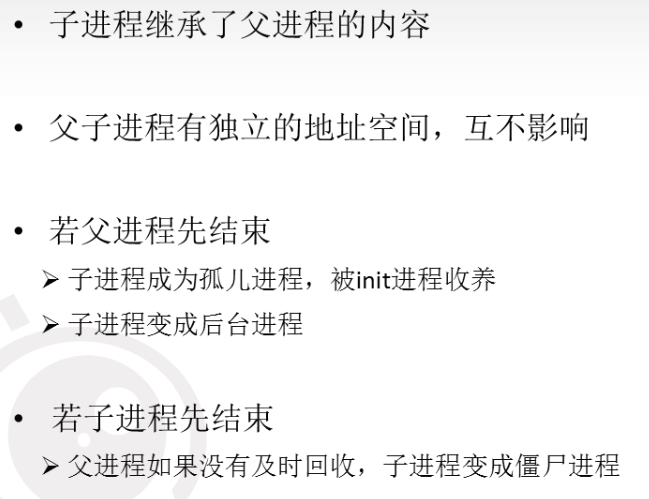 • 子进程继承了父进程的内容
• 父子进程有独立的地址空间，互不影响
• 若父进程先结束
➢ 子进程成为孤儿进程，被init进程收养
➢ 子进程变成后台进程
• 若子进程先结束
➢ 父进程如果没有及时回收，子进程变成僵尸进程